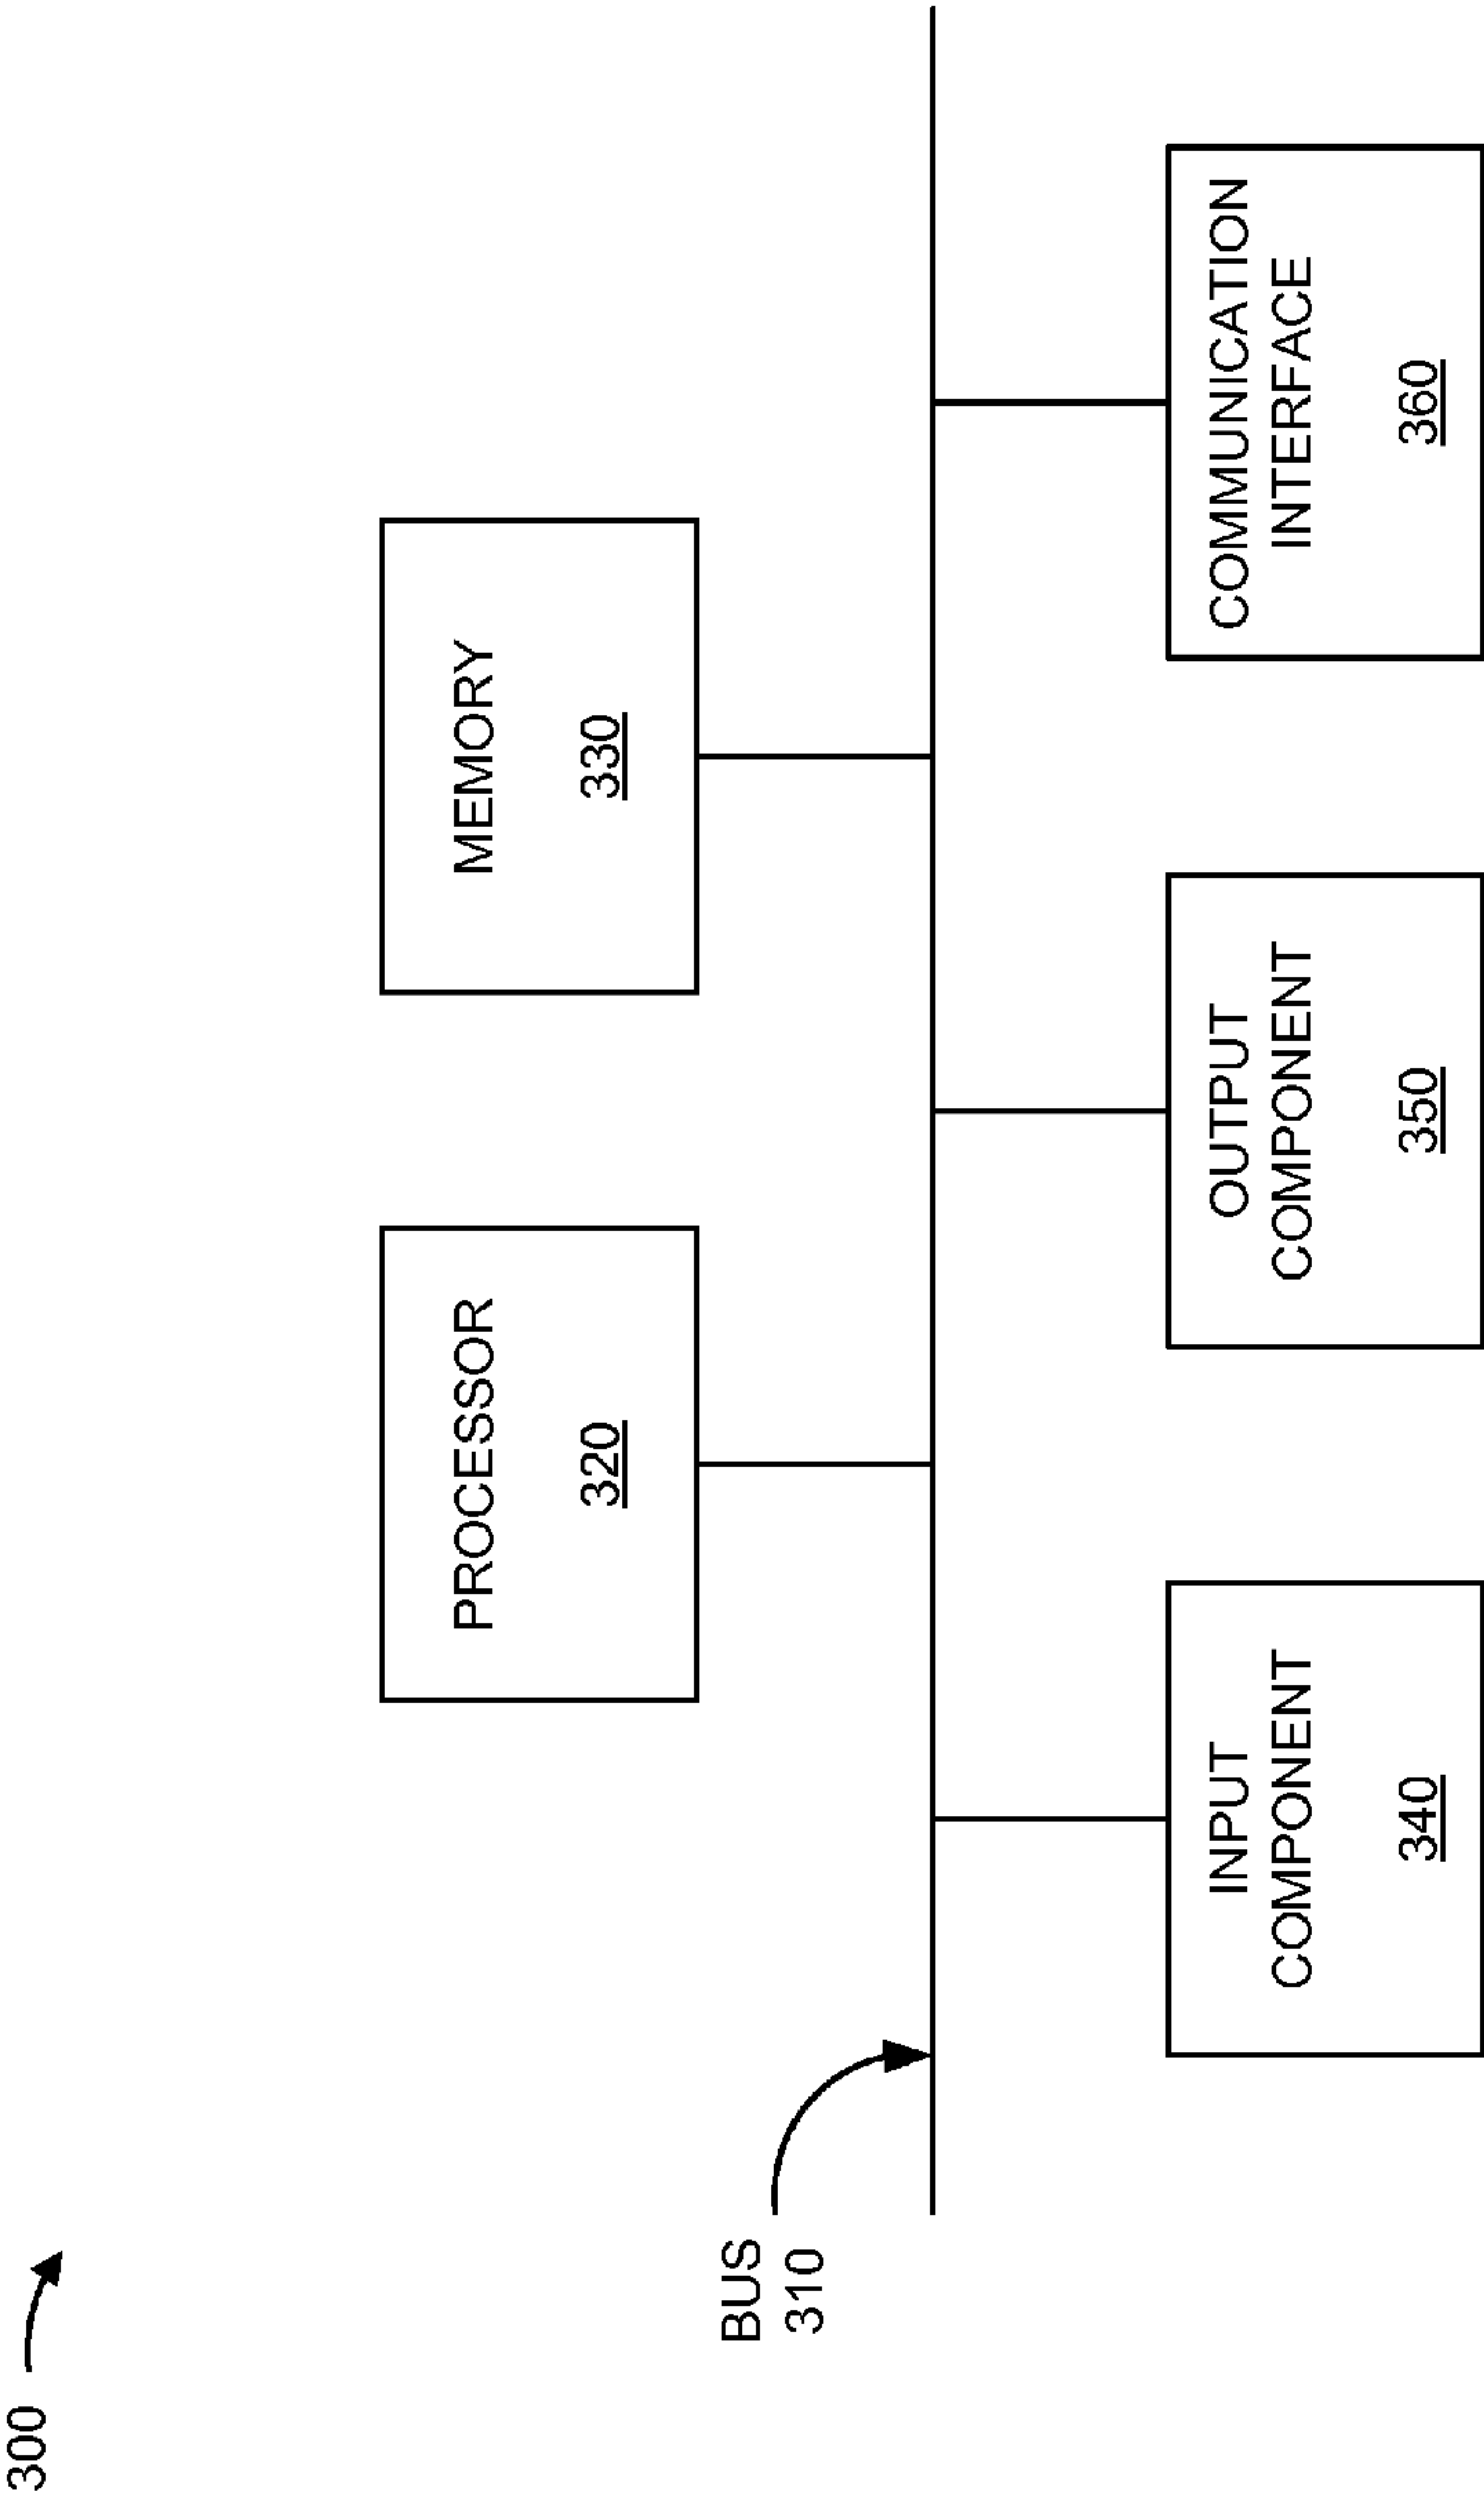 300
PROCESSOR
320
MEMORY
330
BUS
310
INPUT
COMPONENT
340
OUTPUT
COMPONENT
350
COMMUNICATION
INTERFACE
360